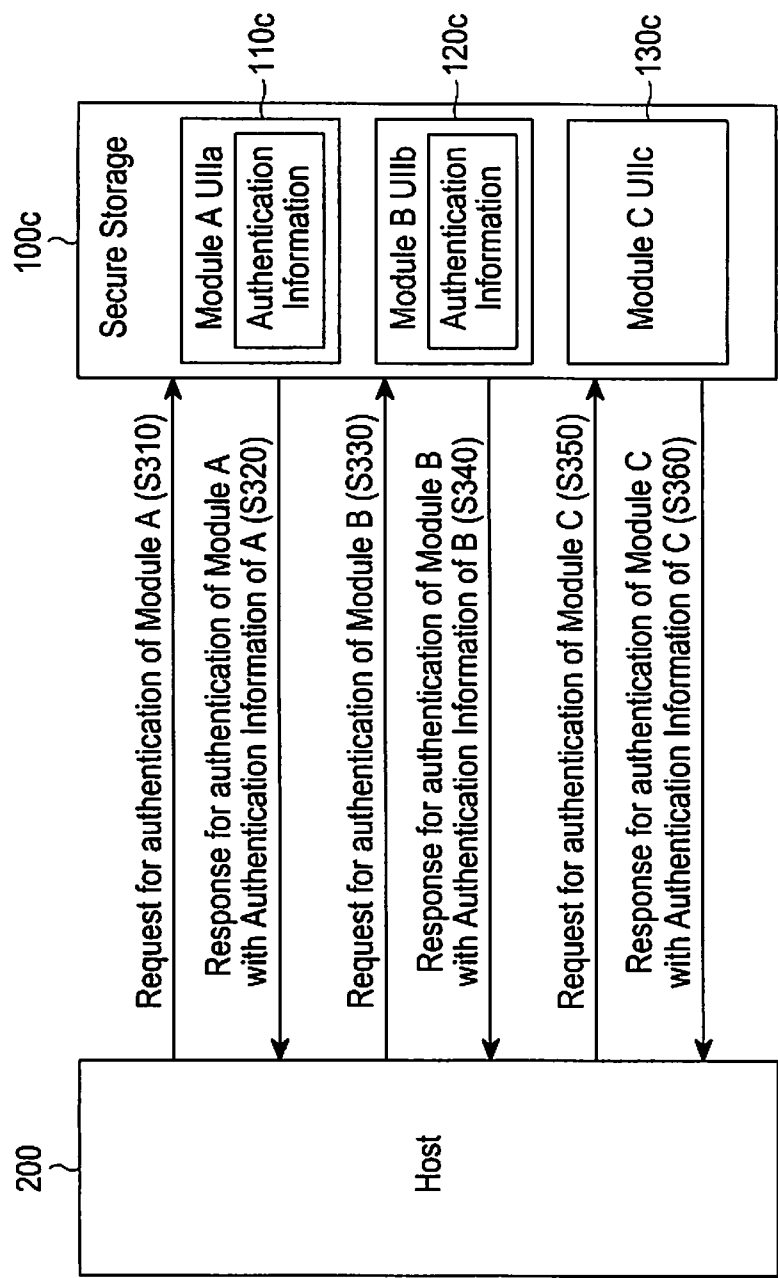 200
Host
Request for authentication of Module A (S310)
Response for authentication of Module A
with Authentication Information of A (S320)
Request for authentication of Module B (S330)
Response for authentication of Module B
with Authentication Information of B (S340)
Request for authentication of Module C (S350)
Response for authentication of Module C
with Authentication Information of C (S360)
100c
Secure Storage
Module A UIIa
Authentication
Information
110c
Module B UIIb
Authentication
Information
120c
Module C UIIc
130c